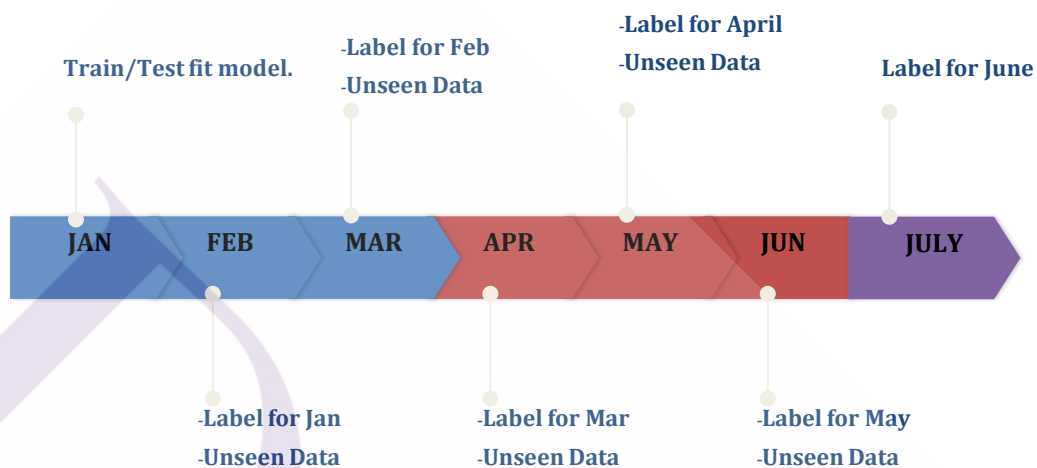 Train/Test fit model.
-Label for Feb
-Unseen Data
-Label for April
-Unseen Data
Label for June
JAN
FEB
MAR
APR
MAY
JUN
JULY
-Label for Jan
-Unseen Data
-Label for Mar
-Unseen Data
-Label for May
-Unseen Data